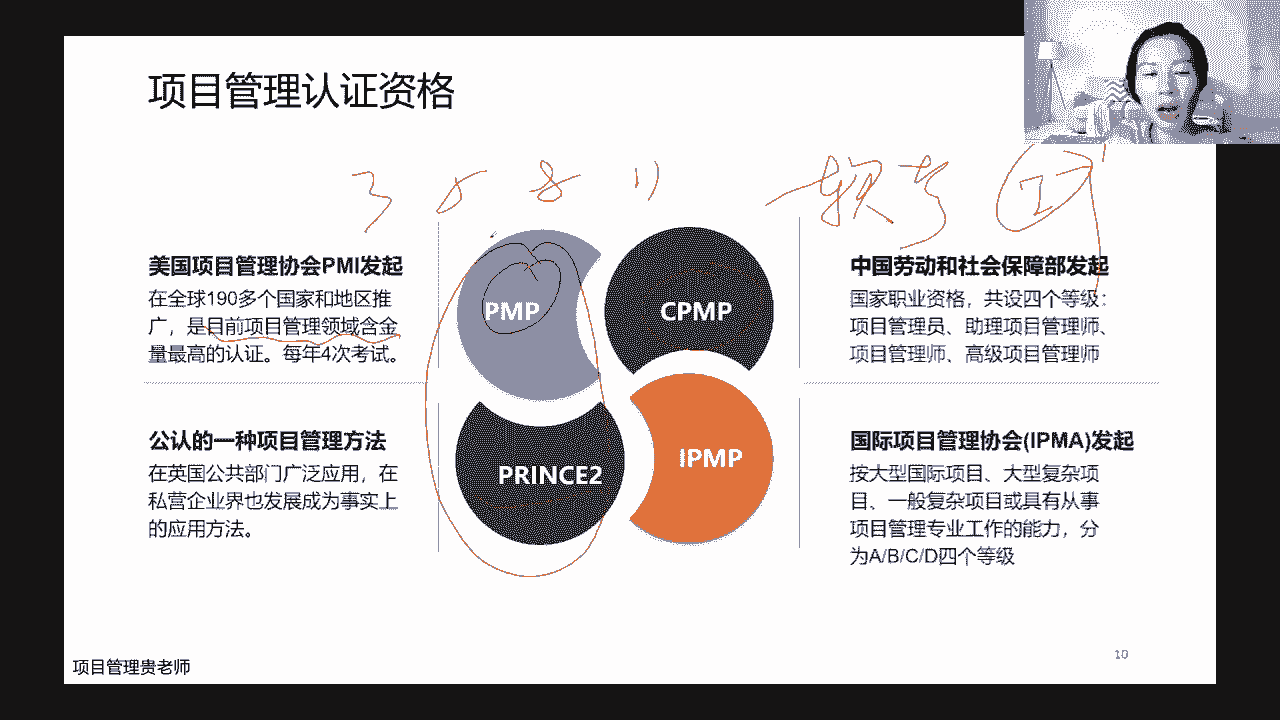 项目管理认证资格
3 5 8 11 软考
美国项目管理协会PMI发起
在全球190多个国家和地区推
广，是目前项目管理领域含金
量最高的认证。每年4次考试。
PMP
CPMP
中国劳动和社会保障部发起
国家职业资格，共设四个等级：
项目管理员、助理项目管理师、
项目管理师、高级项目管理师
公认的一种项目管理方法
在英国公共部门广泛应用，在
私营企业界也发展成为事实上
的应用方法。
PRINCE2
IPMP
国际项目管理协会(IPMA)发起
按大型国际项目、大型复杂项
目、一般复杂项目或具有从事
项目管理专业工作的能力，分
为A/B/C/D四个等级
项目管理贵老师
10